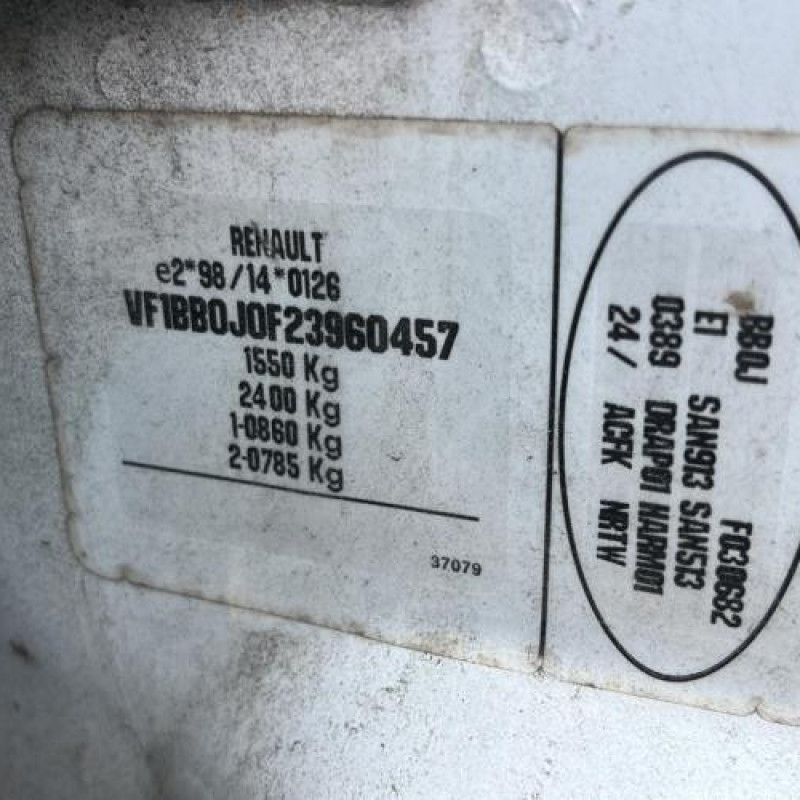 RENAULT
e2*98/14*0126
VF1BB0J0F23960457
1550 Kg
2400 Kg
1-0860 Kg
2-0785 Kg
37079
BB0J F030682
E1 SAN913 SAN513
0389 DRAP01 HARM01
24/ ACFK NRTW